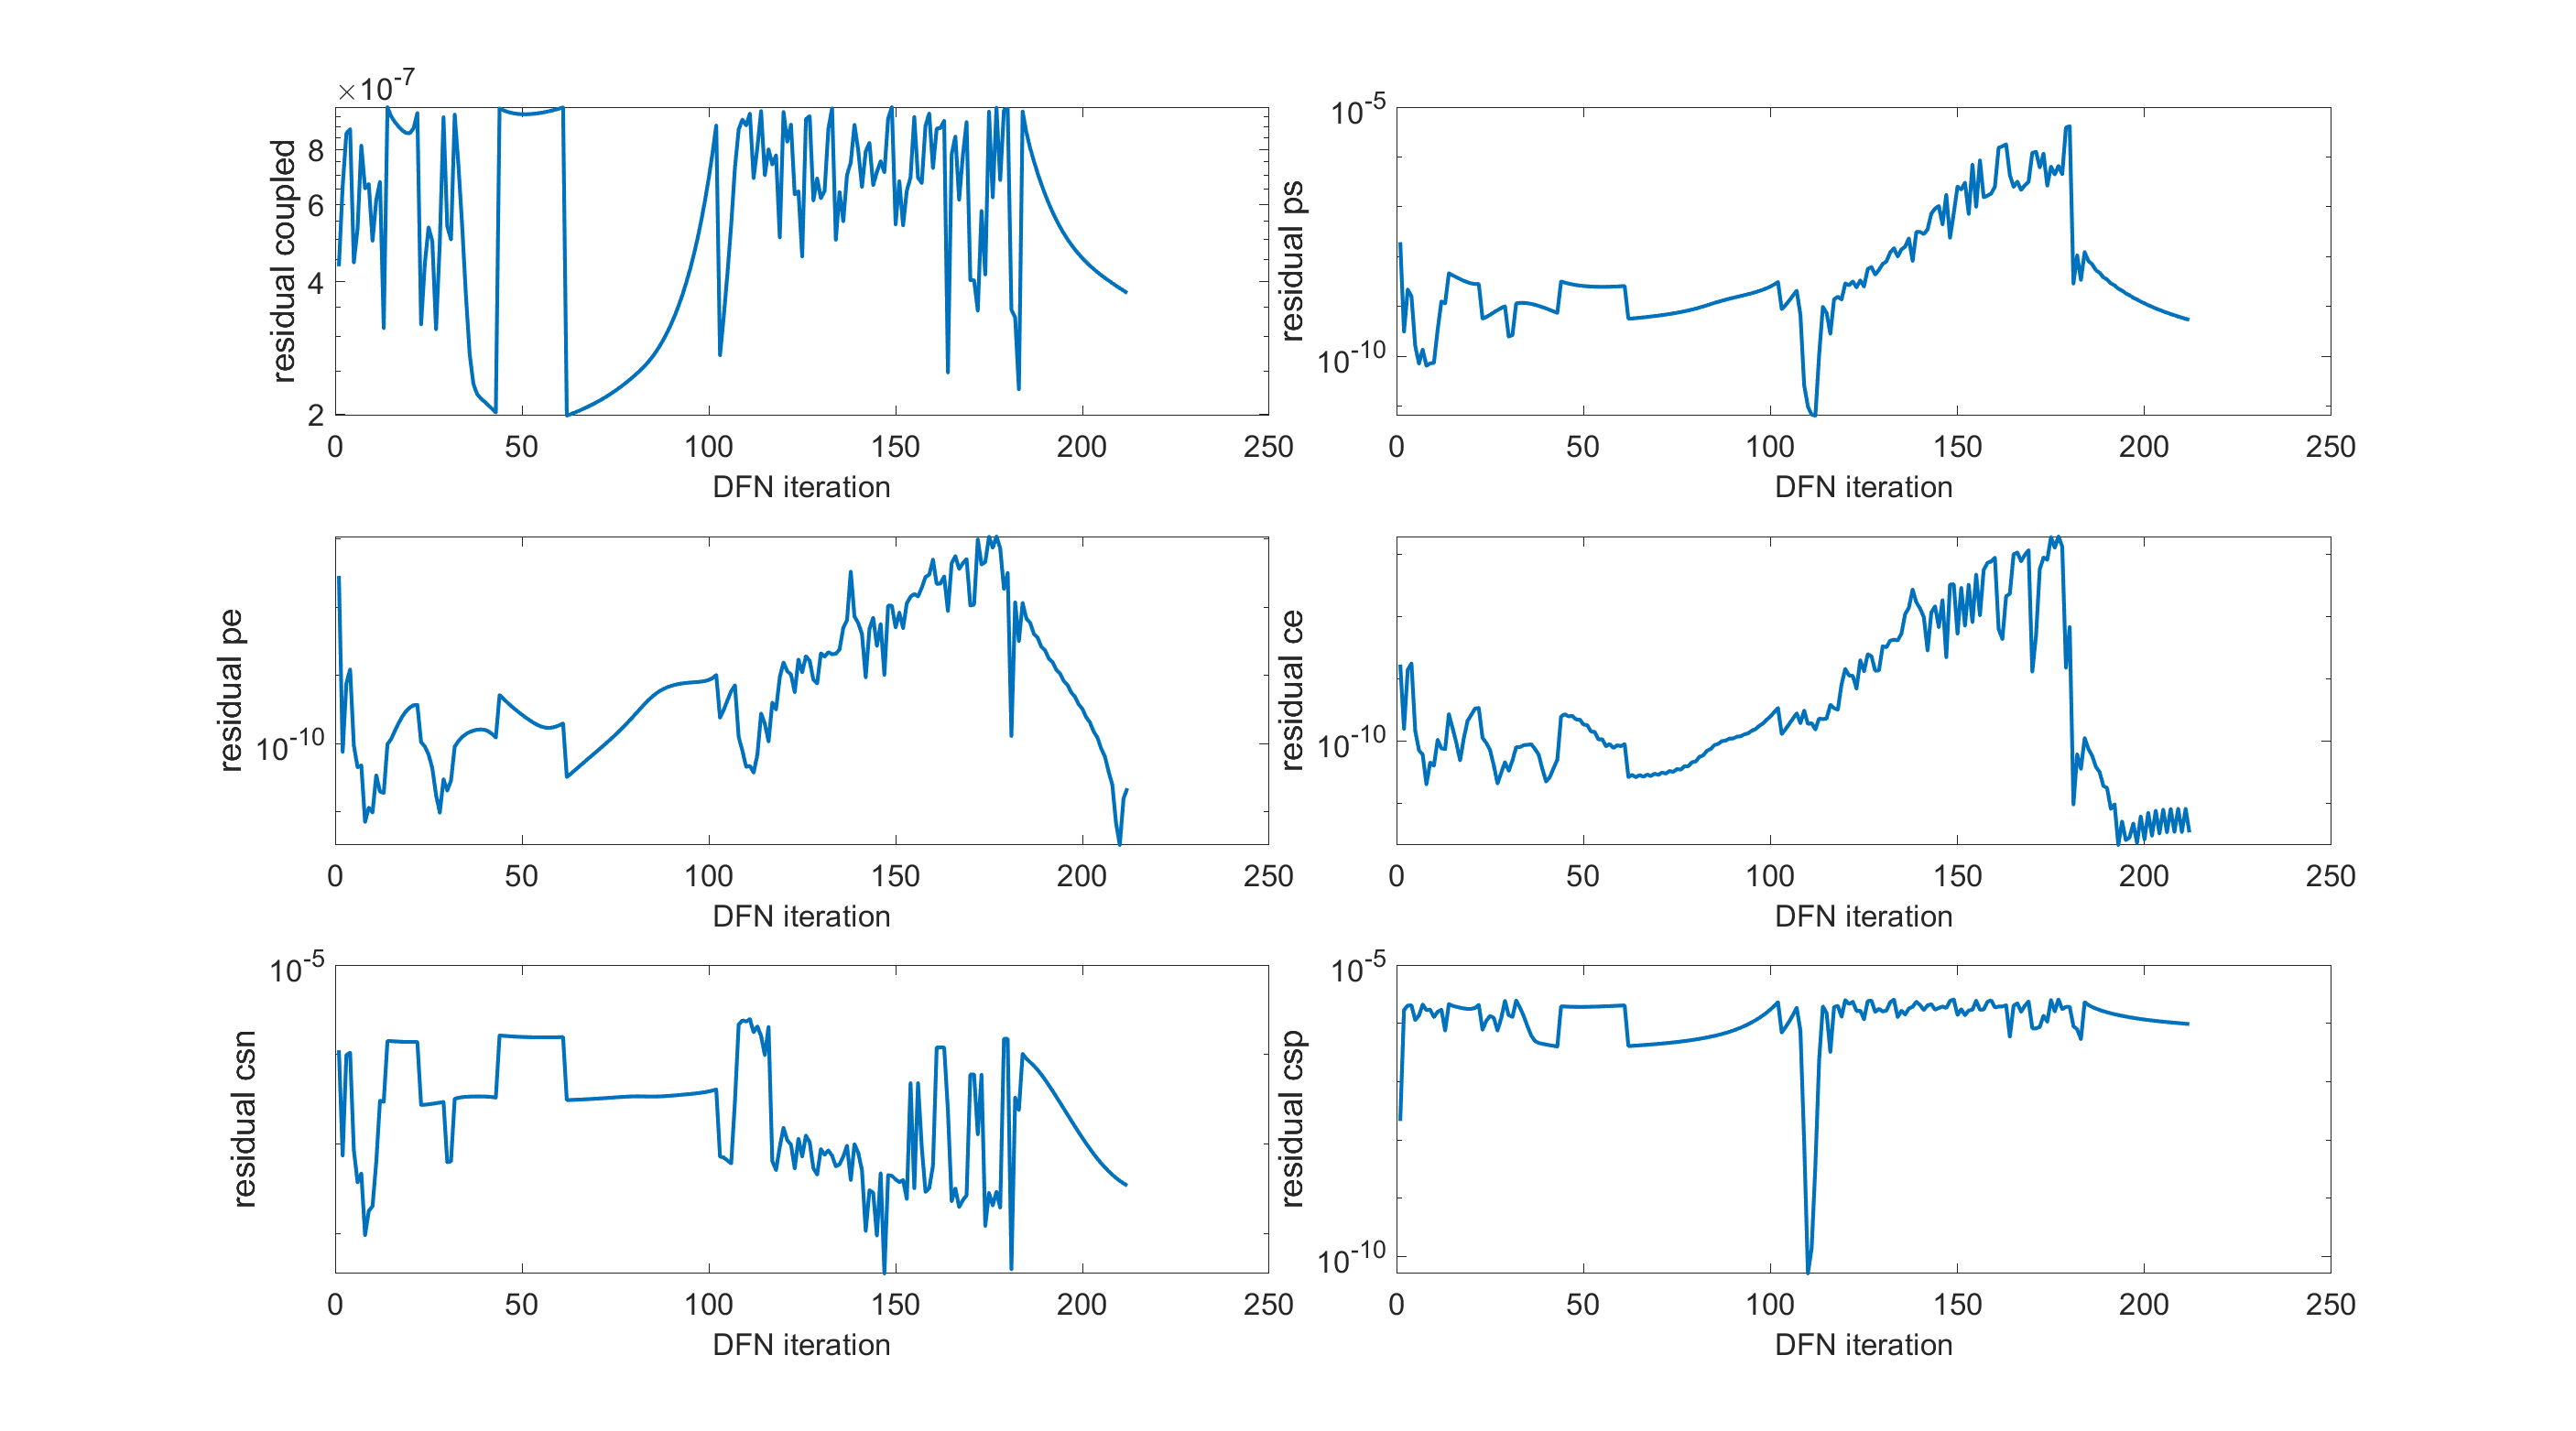 ×10-7
8
6
4
2
residual coupled
0 50 100 150 200 250
DFN iteration
10-5
10-10
residual ps
0 50 100 150 200 250
DFN iteration
10-10
residual pe
0 50 100 150 200 250
DFN iteration
10-10
residual ce
0 50 100 150 200 250
DFN iteration
10-5
residual csn
0 50 100 150 200 250
DFN iteration
10-5
10-10
residual csp
0 50 100 150 200 250
DFN iteration